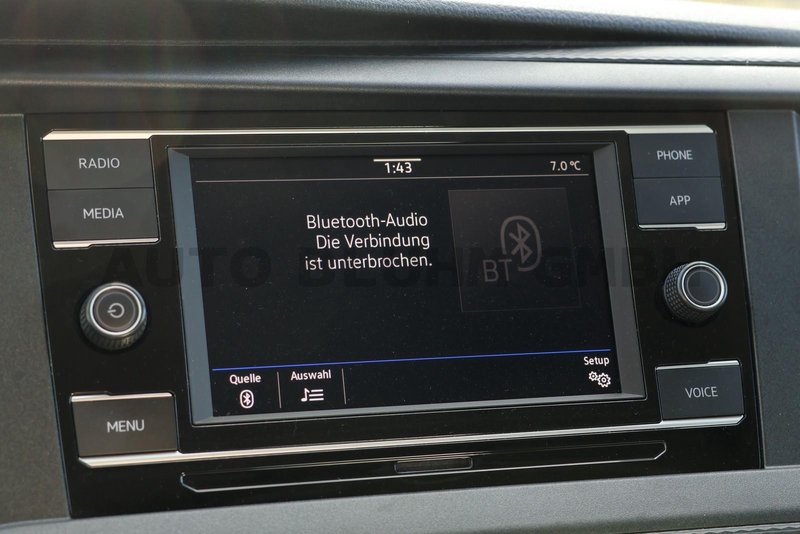 RADIO
MEDIA
MENU
1:43
7.0°C
Bluetooth-Audio
Die Verbindung
ist unterbrochen.
BT
Quelle
Auswahl
Setup
PHONE
APP
VOICE